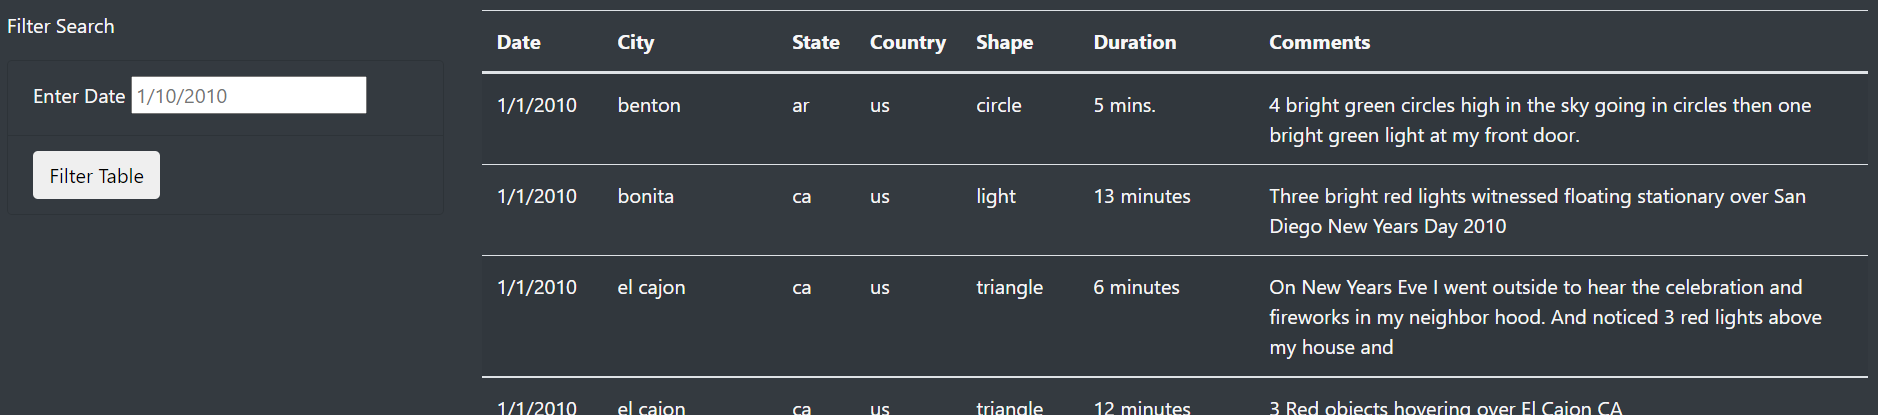 Filter Search
Enter Date 1/10/2010
Filter Table
Date City State Country Shape Duration Comments
1/1/2010 benton ar us circle 5 mins. 4 bright green circles high in the sky going in circles then one
bright green light at my front door.
1/1/2010 bonita ca us light 13 minutes Three bright red lights witnessed floating stationary over San
Diego New Years Day 2010
1/1/2010 el cajon ca us triangle 6 minutes On New Years Eve I went outside to hear the celebration and
fireworks in my neighbor hood. And noticed 3 red lights above
my house and
1/1/2010 el cajon ca us triangle 12 minutes 3 Red objects hovering over El Cajon CA